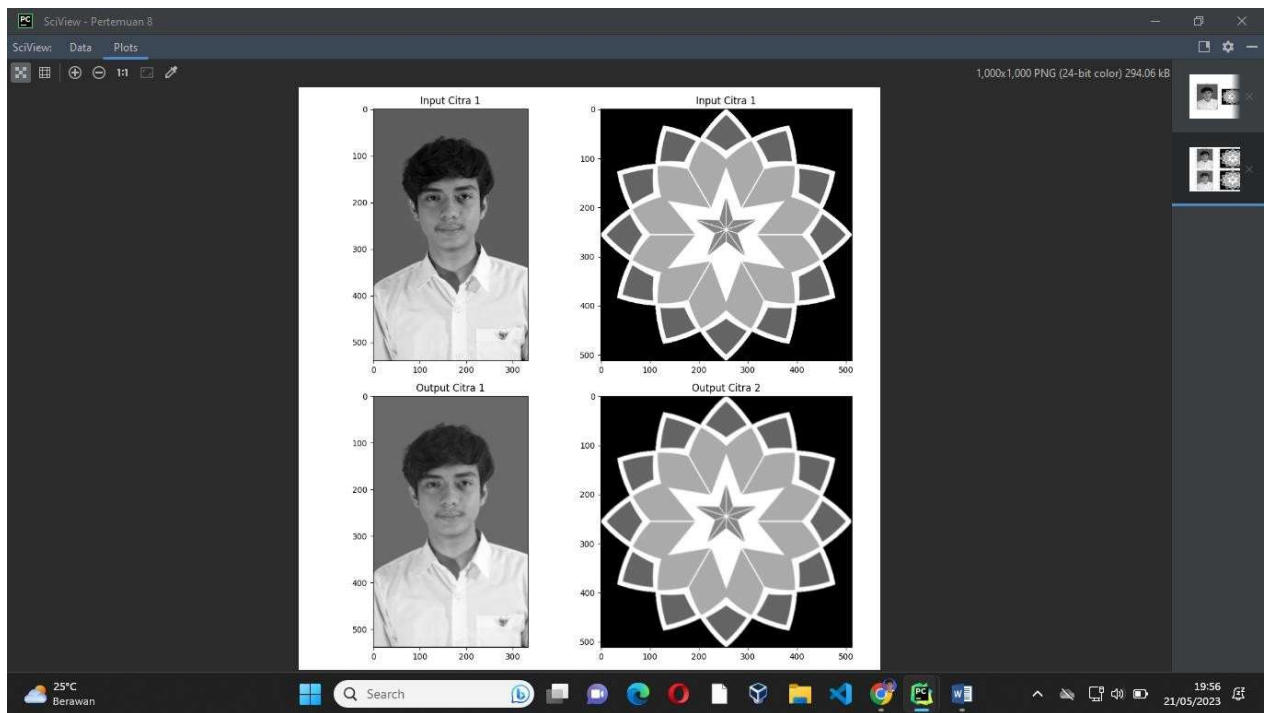 PC SciView - Pertemuan 8
SciView: Data Plots
1:1 1,000x1,000 PNG (24-bit color) 294.06 kB
Input Citra 1
0
100
200
300
400
500
0 100 200 300
Input Citra 1
0
100
200
300
400
500
0 100 200 300 400 500
Output Citra 1
0
100
200
300
400
500
0 100 200 300
Output Citra 2
0
100
200
300
400
500
0 100 200 300 400 500
25°C
Berawan
Search
PC
W
19:56
21/05/2023